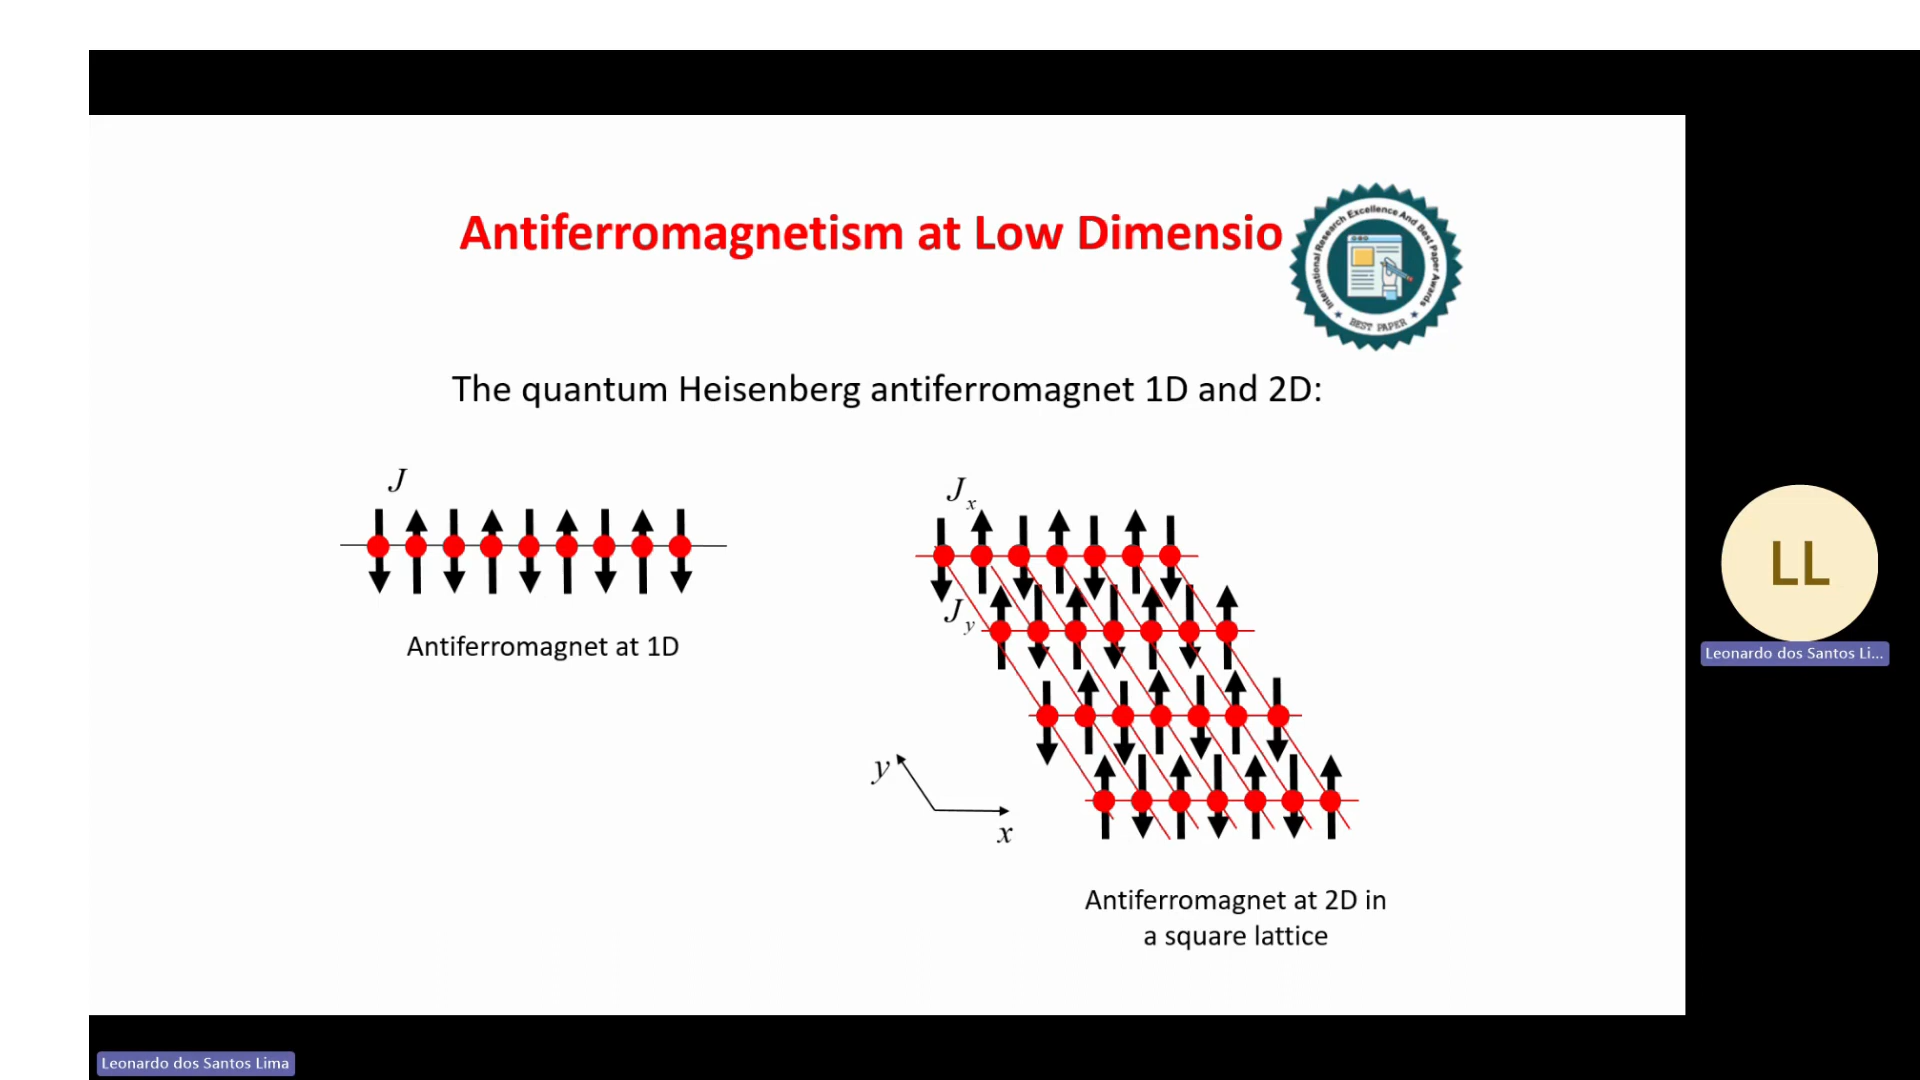 Antiferromagnetism at Low Dimensio
International Research Excellence And Best Paper Awards
BEST PAPER
The quantum Heisenberg antiferromagnet 1D and 2D:
J
J x
J y
Antiferromagnet at 1D
LL
Leonardo dos Santos Li...
y
x
Antiferromagnet at 2D in
a square lattice
Leonardo dos Santos Lima